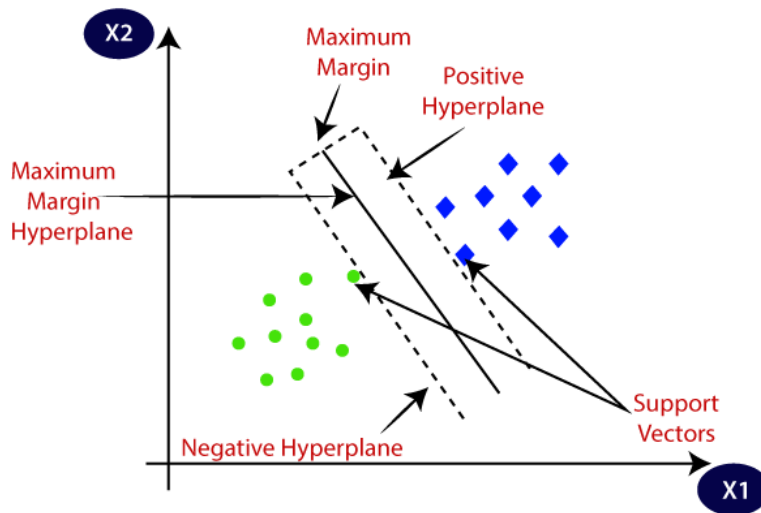 X2
Maximum
Margin
Positive
Hyperplane
Maximum
Margin
Hyperplane
Support
Vectors
Negative Hyperplane
X1